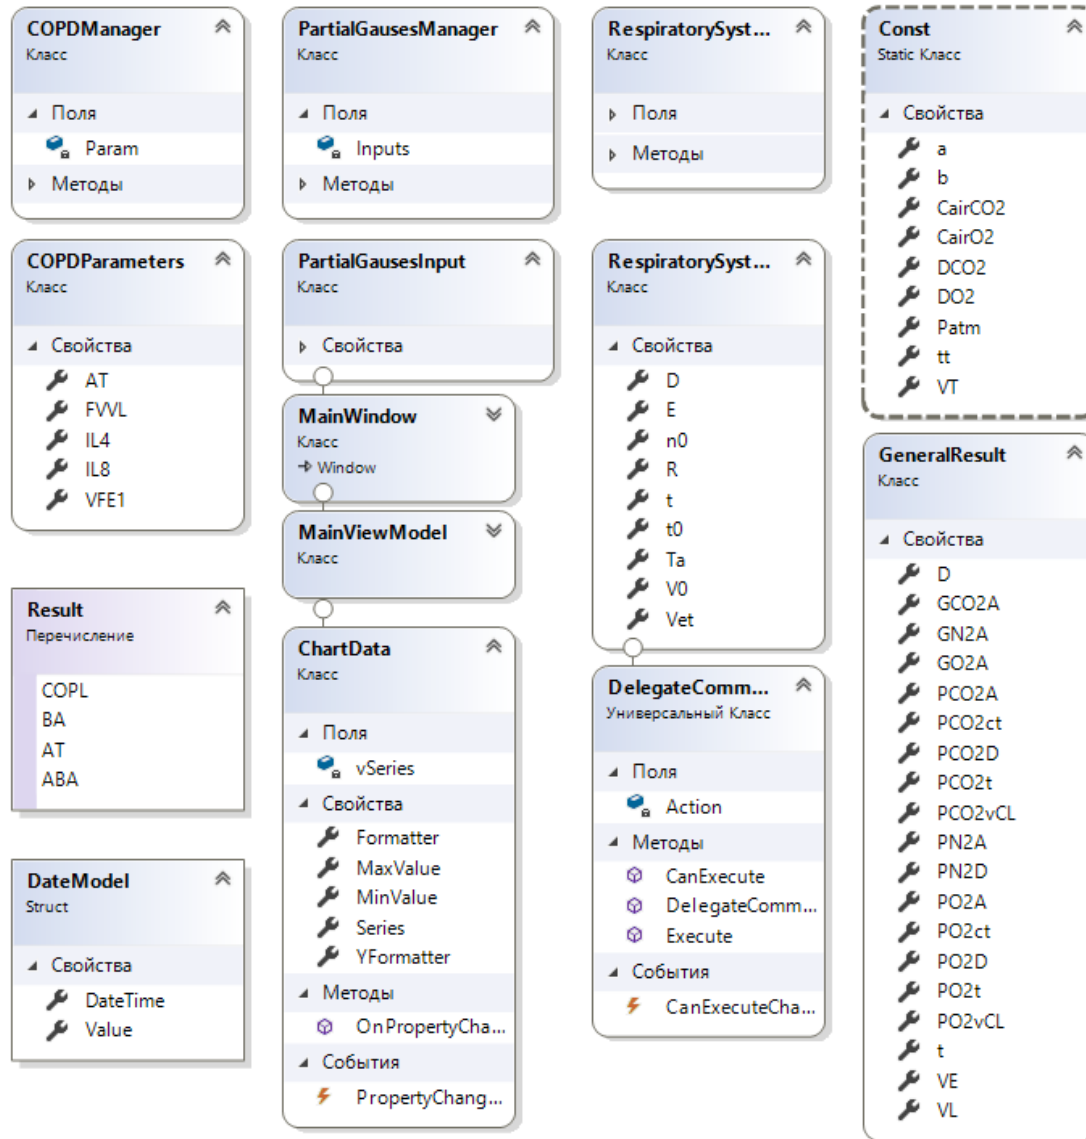 COPDManager
Класс
Поля
Param
Методы
COPDParameters
Класс
Свойства
AT
FVVL
IL4
IL8
VFE1
Result
Перечисление
COPL
BA
AT
ABA
DateModel
Struct
Свойства
DateTime
Value
PartialGausesManager
Класс
Поля
Inputs
Методы
PartialGausesInput
Класс
Свойства
MainWindow
Класс
Window
MainViewModel
Класс
ChartData
Класс
Поля
vSeries
Свойства
Formatter
MaxValue
MinValue
Series
YFormatter
Методы
OnPropertyCha...
События
PropertyChang...
RespiratorySyst...
Класс
Поля
Методы
RespiratorySyst...
Класс
Свойства
D
E
n0
R
t
t0
Ta
V0
Vet
DelegateComm...
Универсальный Класс
Поля
Action
Методы
CanExecute
DelegateComm...
Execute
События
CanExecuteCha...
Const
Static Класс
Свойства
a
b
CairCO2
CairO2
DCO2
DO2
Patm
tt
VT
GeneralResult
Класс
Свойства
D
GCO2A
GN2A
GO2A
PCO2A
PCO2ct
PCO2D
PCO2t
PCO2vCL
PN2A
PN2D
PO2A
PO2ct
PO2D
PO2t
PO2vCL
t
VE
VL